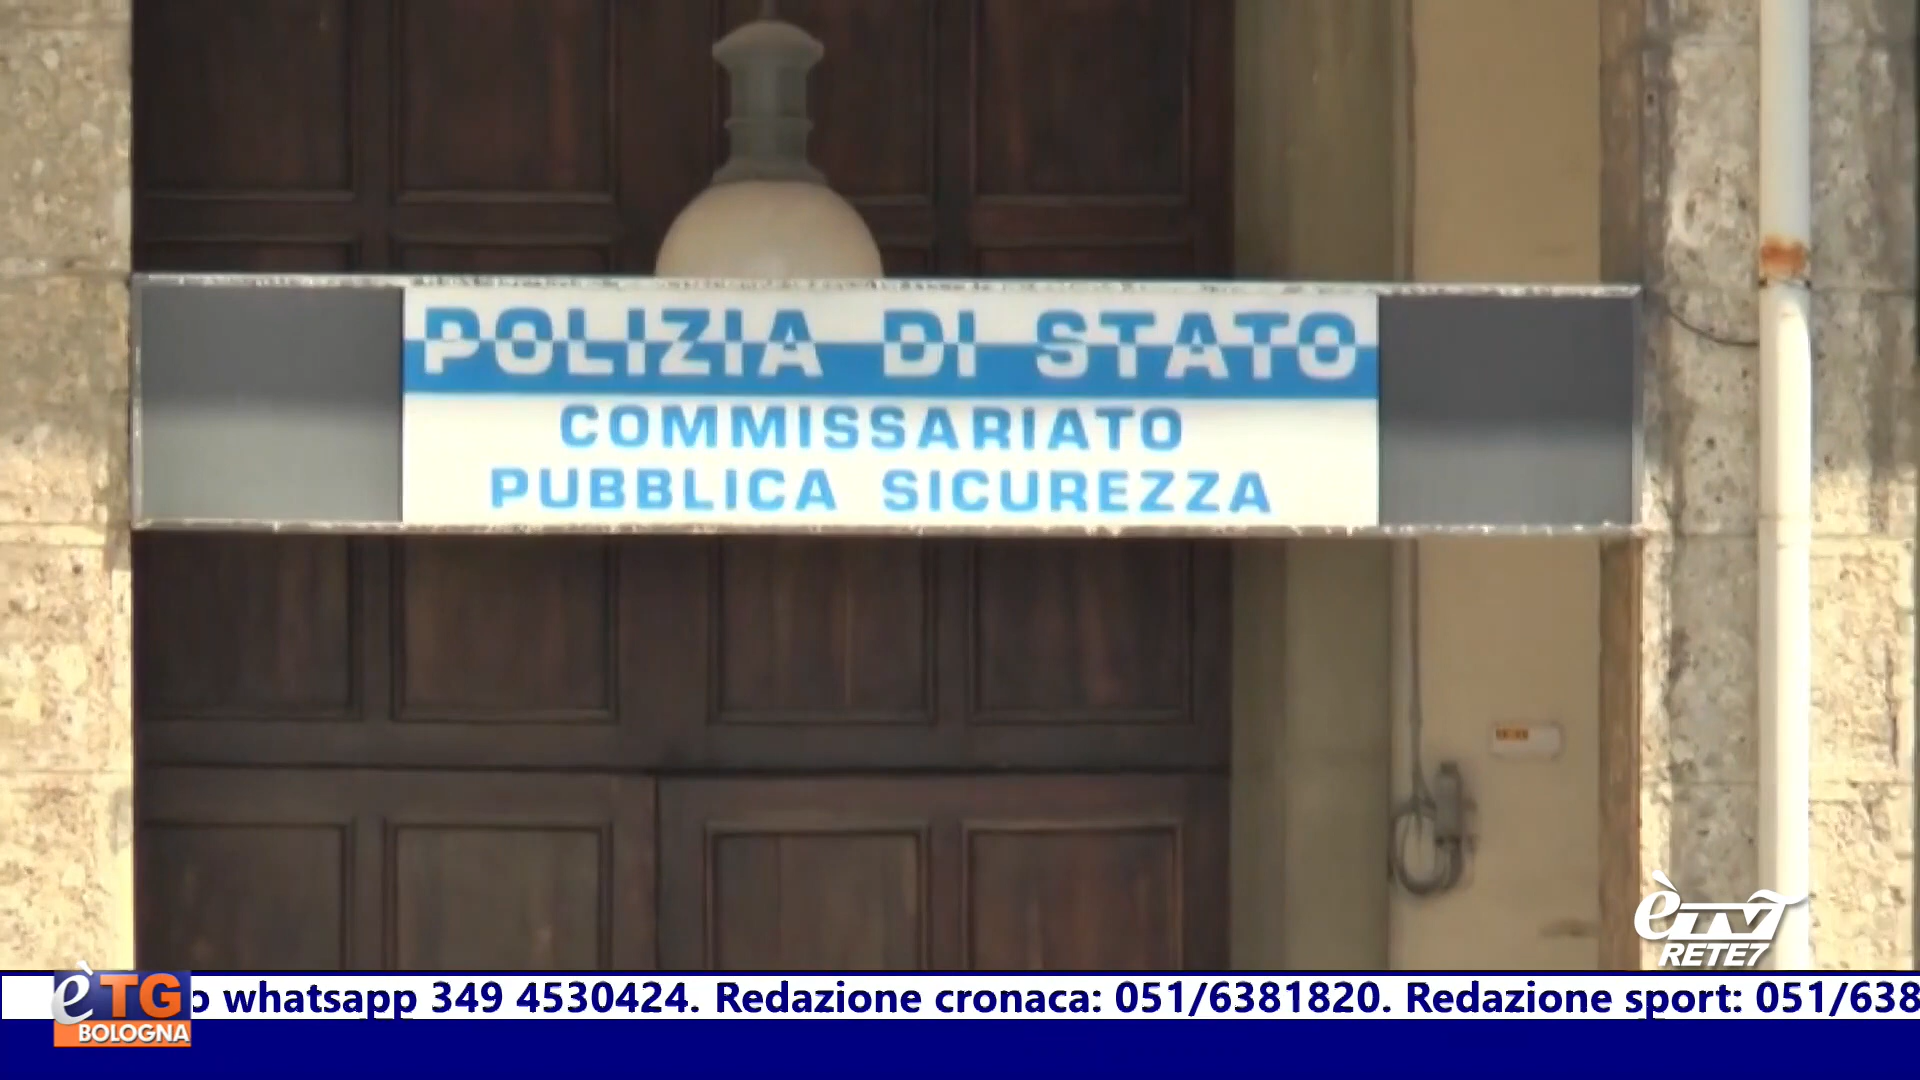 POLIZIA DI STATO
COMMISSARIATO
PUBBLICA SICUREZZA
èTV
RETE7
èTG
BOLOGNA
o whatsapp 349 4530424. Redazione cronaca: 051/6381820. Redazione sport: 051/638